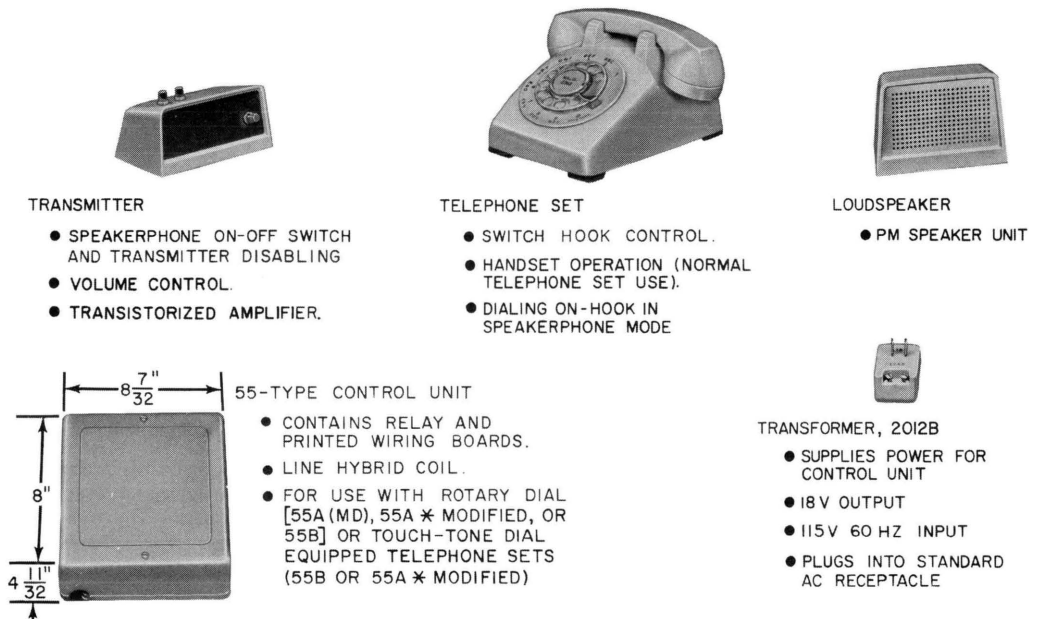 TRANSMITTER
● SPEAKERPHONE ON-OFF SWITCH
AND TRANSMITTER DISABLING
● VOLUME CONTROL.
● TRANSISTORIZED AMPLIFIER.
TELEPHONE SET
● SWITCH HOOK CONTROL.
● HANDSET OPERATION (NORMAL
TELEPHONE SET USE).
● DIALING ON-HOOK IN
SPEAKERPHONE MODE
LOUDSPEAKER
● PM SPEAKER UNIT
8 7/32"
8"
4 11/32"
55-TYPE CONTROL UNIT
● CONTAINS RELAY AND
PRINTED WIRING BOARDS.
● LINE HYBRID COIL.
● FOR USE WITH ROTARY DIAL
[55A (MD), 55A * MODIFIED, OR
55B] OR TOUCH-TONE DIAL
EQUIPPED TELEPHONE SETS
(55B OR 55A * MODIFIED)
TRANSFORMER, 2012B
● SUPPLIES POWER FOR
CONTROL UNIT
● 18V OUTPUT
● 115V 60 HZ INPUT
● PLUGS INTO STANDARD
AC RECEPTACLE